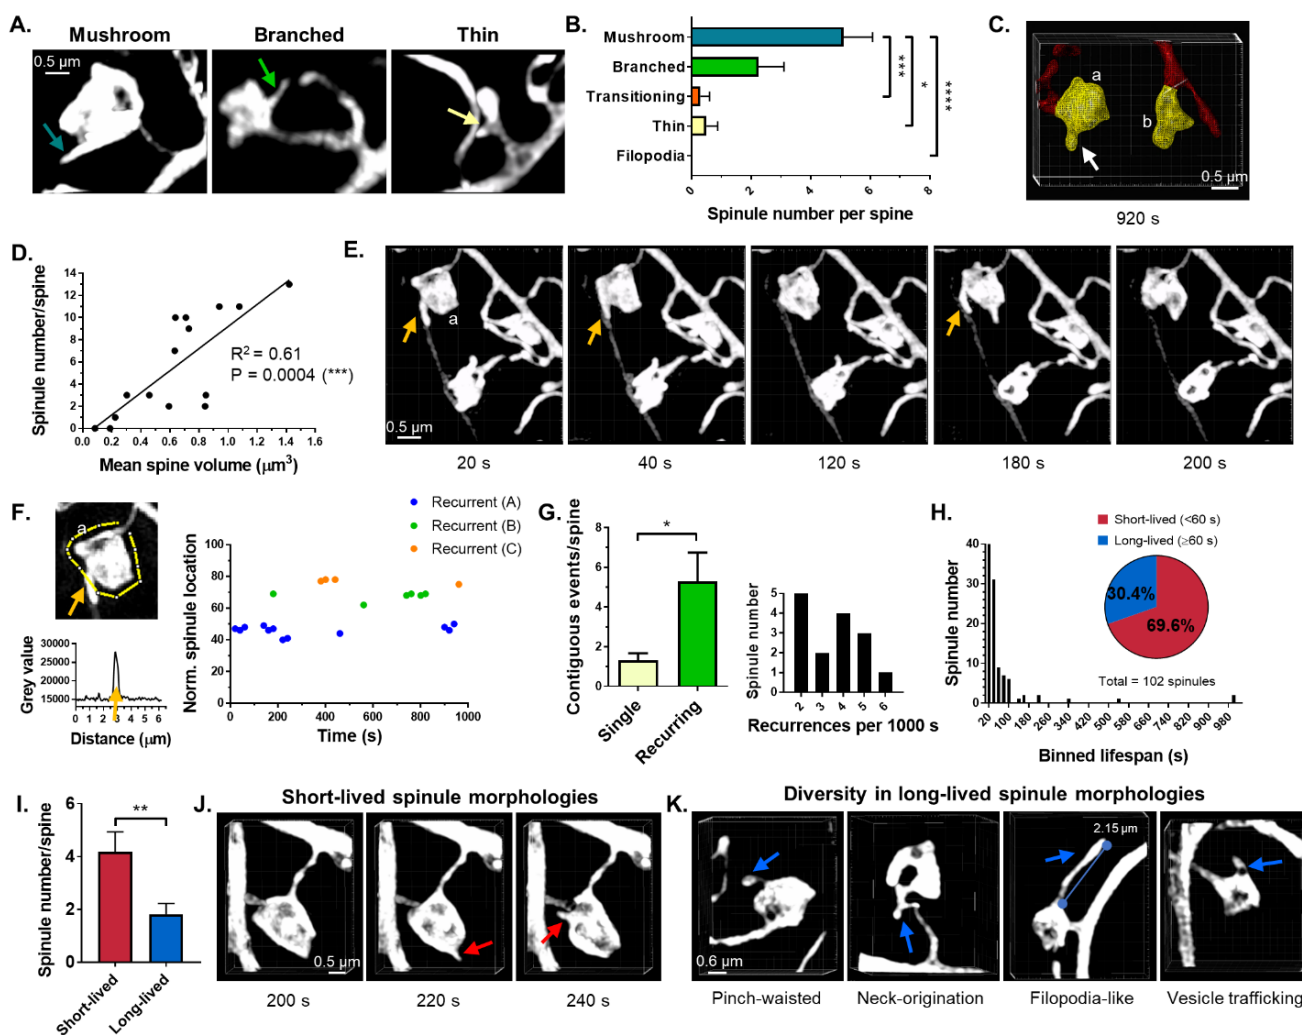 A.
Mushroom
Branched
Thin
0.5 µm
B.
Mushroom
Branched
Transitioning
Thin
Filopodia
***
*
****
0 2 4 6 8
Spinule number per spine
C.
a
b
0.5 µm
920 s
D.
Spinule number/spine
14
12
10
8
6
4
2
0
0.0 0.2 0.4 0.6 0.8 1.0 1.2 1.4 1.6
R² = 0.61
P = 0.0004 (***)
Mean spine volume (µm³)
E.
a
0.5 µm
20 s
40 s
120 s
180 s
200 s
F.
a
Grey value
30000
25000
20000
15000
0 1 2 3 4 5 6
Distance (µm)
Recurrent (A)
Recurrent (B)
Recurrent (C)
Norm. spinule location
100
80
60
40
20
0
0 200 400 600 800 1000
Time (s)
G.
Contiguous events/spine
8
6
4
2
0
*
Single
Recurring
Spinule number
5
4
3
2
1
0
2 3 4 5 6
Recurrences per 1000 s
H.
Short-lived (<60 s)
Long-lived (≥60 s)
30.4%
69.6%
Total = 102 spinules
Spinule number
40
30
20
10
0
20 100 180 260 340 420 500 580 660 740 820 900 980
Binned lifespan (s)
I.
Spinule number/spine
6
4
2
0
**
Short-lived
Long-lived
J.
Short-lived spinule morphologies
0.5 µm
200 s
220 s
240 s
K.
Diversity in long-lived spinule morphologies
2.15 µm
0.6 µm
Pinch-waisted
Neck-origination
Filopodia-like
Vesicle trafficking